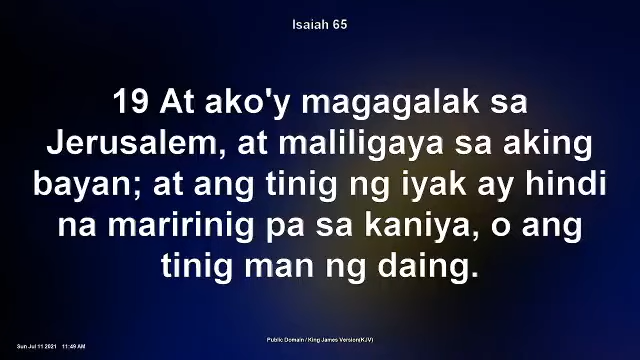 Isaiah 65
19 At ako'y magagalak sa
Jerusalem, at maliligaya sa aking
bayan; at ang tinig ng iyak ay hindi
na maririnig pa sa kaniya, o ang
tinig man ng daing.
Public Domain / King James Version(KJV)
Sun Jul 11 2021 11:49 AM